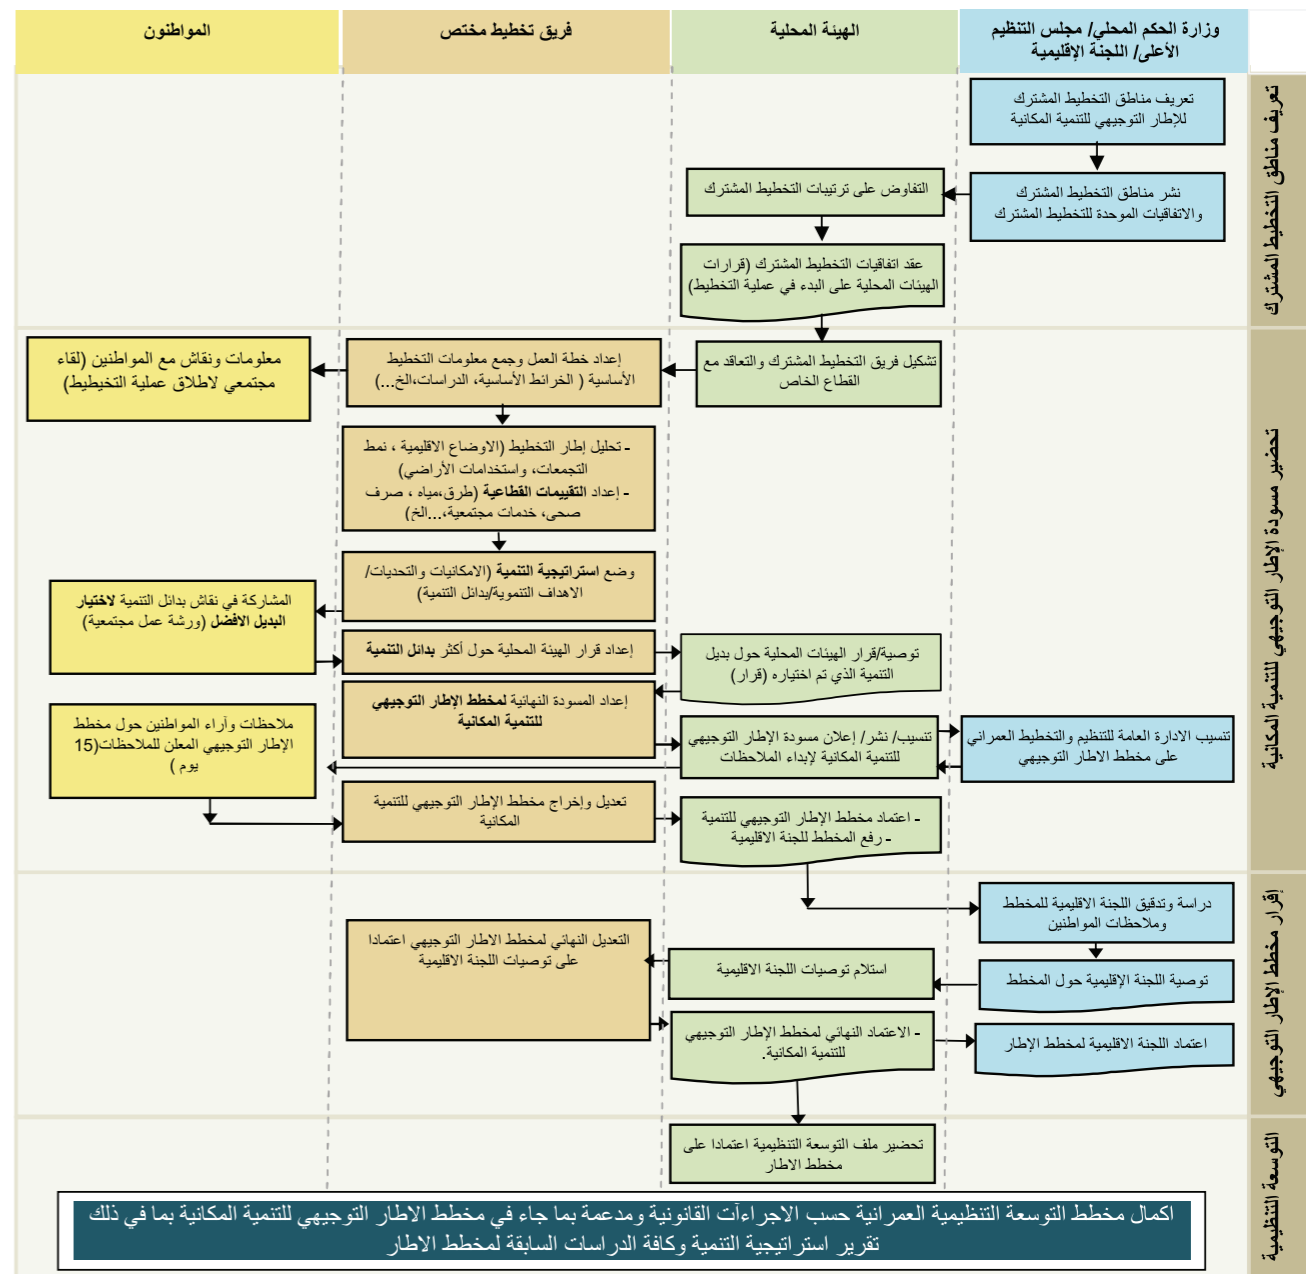 وزارة الحكم المحلي/ مجلس التنظيم
الأعلى/ اللجنة الإقليمية
الهيئة المحلية
فريق تخطيط مختص
المواطنون
تعريف مناطق التخطيط المشترك
تعريف مناطق التخطيط المشترك
للإطار التوجيهي للتنمية المكانية
نشر مناطق التخطيط المشترك
والاتفاقيات الموحدة للتخطيط المشترك
التفاوض على ترتيبات التخطيط المشترك
عقد اتفاقيات التخطيط المشترك (قرارات
الهيئات المحلية على البدء في عملية التخطيط)
تحضير مسودة الإطار التوجيهي للتنمية المكانية
تشكيل فريق التخطيط المشترك والتعاقد مع
القطاع الخاص
إعداد خطة العمل وجمع معلومات التخطيط
الأساسية ( الخرائط الأساسية، الدراسات،الخ...)
معلومات ونقاش مع المواطنين (لقاء
مجتمعي لاطلاق عملية التخيطيط)
- تحليل إطار التخطيط (الاوضاع الاقليمية ، نمط
التجمعات، واستخدامات الأراضي)
- إعداد التقييمات القطاعية (طرق،مياه ، صرف
صحي، خدمات مجتمعية،...الخ)
وضع استراتيجية التنمية (الامكانيات والتحديات/
الاهداف التنموية/بدائل التنمية)
المشاركة في نقاش بدائل التنمية لاختيار
البديل الافضل (ورشة عمل مجتمعية)
إعداد قرار الهيئة المحلية حول أكثر بدائل التنمية
توصية/قرار الهيئات المحلية حول بديل
التنمية الذي تم اختياره (قرار)
إعداد المسودة النهائية لمخطط الإطار التوجيهي
للتنمية المكانية
تنسيب/ نشر/ إعلان مسودة الإطار التوجيهي
للتنمية المكانية لإبداء الملاحظات
تنسيب الادارة العامة للتنظيم والتخطيط العمراني
على مخطط الاطار التوجيهي
ملاحظات وآراء المواطنين حول مخطط
الإطار التوجيهي المعلن للملاحظات(15
يوم )
تعديل وإخراج مخطط الإطار التوجيهي للتنمية
المكانية
- اعتماد مخطط الإطار التوجيهي للتنمية
- رفع المخطط للجنة الاقليمية
إقرار مخطط الإطار التوجيهي
دراسة وتدقيق اللجنة الاقليمية للمخطط
وملاحظات المواطنين
توصية اللجنة الإقليمية حول المخطط
استلام توصيات اللجنة الاقليمية
التعديل النهائي لمخطط الاطار التوجيهي اعتمادا
على توصيات اللجنة الاقليمية
- الاعتماد النهائي لمخطط الإطار التوجيهي
للتنمية المكانية.
اعتماد اللجنة الاقليمية لمخطط الإطار
التوسعة التنظيمية
تحضير ملف التوسعة التنظيمية اعتمادا على
مخطط الاطار
اكمال مخطط التوسعة التنظيمية العمرانية حسب الاجراءآت القانونية ومدعمة بما جاء في مخطط الاطار التوجيهي للتنمية المكانية بما في ذلك
تقرير استراتيجية التنمية وكافة الدراسات السابقة لمخطط الاطار